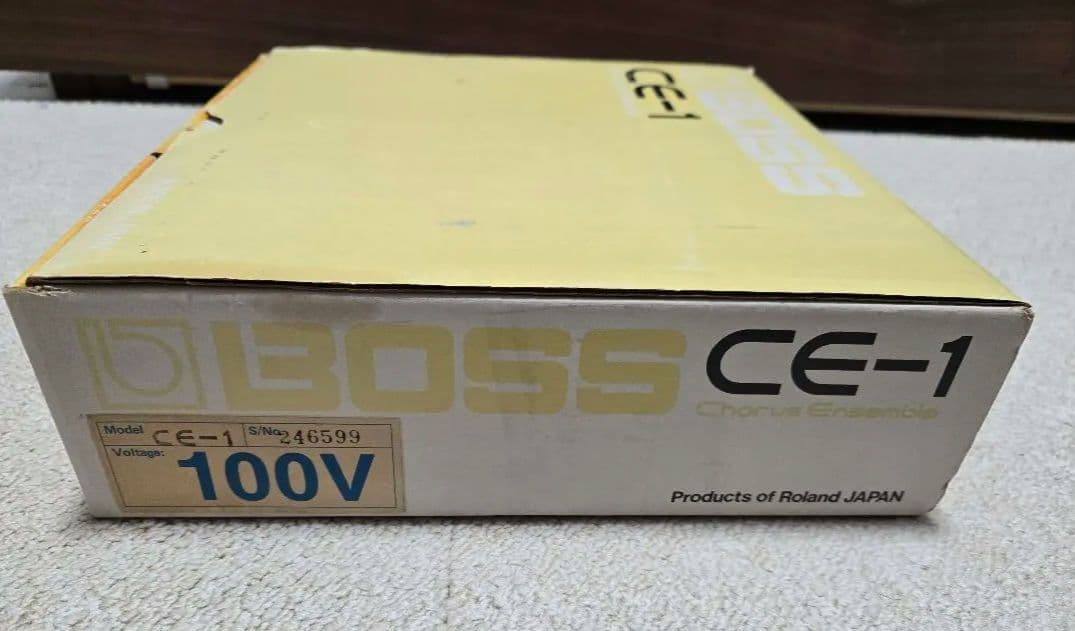 CE-1
BOSS
BOSS CE-1
Chorus Ensemble
Model CE-1 S/No. 246599
Voltage: 100V
Products of Roland JAPAN